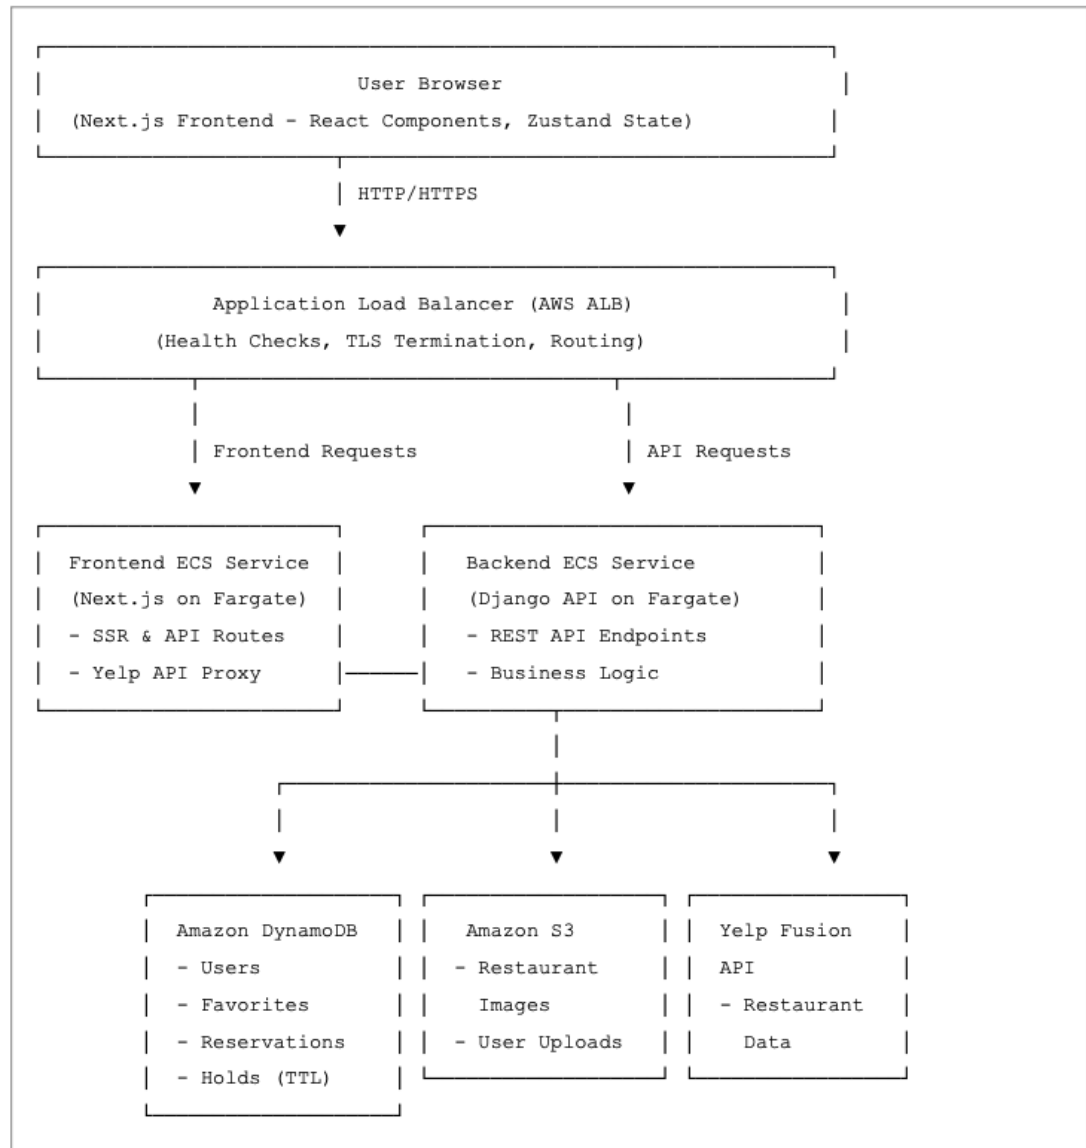 User Browser
(Next.js Frontend - React Components, Zustand State)
HTTP/HTTPS
Application Load Balancer (AWS ALB)
(Health Checks, TLS Termination, Routing)
Frontend Requests
API Requests
Frontend ECS Service
(Next.js on Fargate)
- SSR & API Routes
- Yelp API Proxy
Backend ECS Service
(Django API on Fargate)
- REST API Endpoints
- Business Logic
Amazon DynamoDB
- Users
- Favorites
- Reservations
- Holds (TTL)
Amazon S3
- Restaurant
Images
- User Uploads
Yelp Fusion
API
- Restaurant
Data